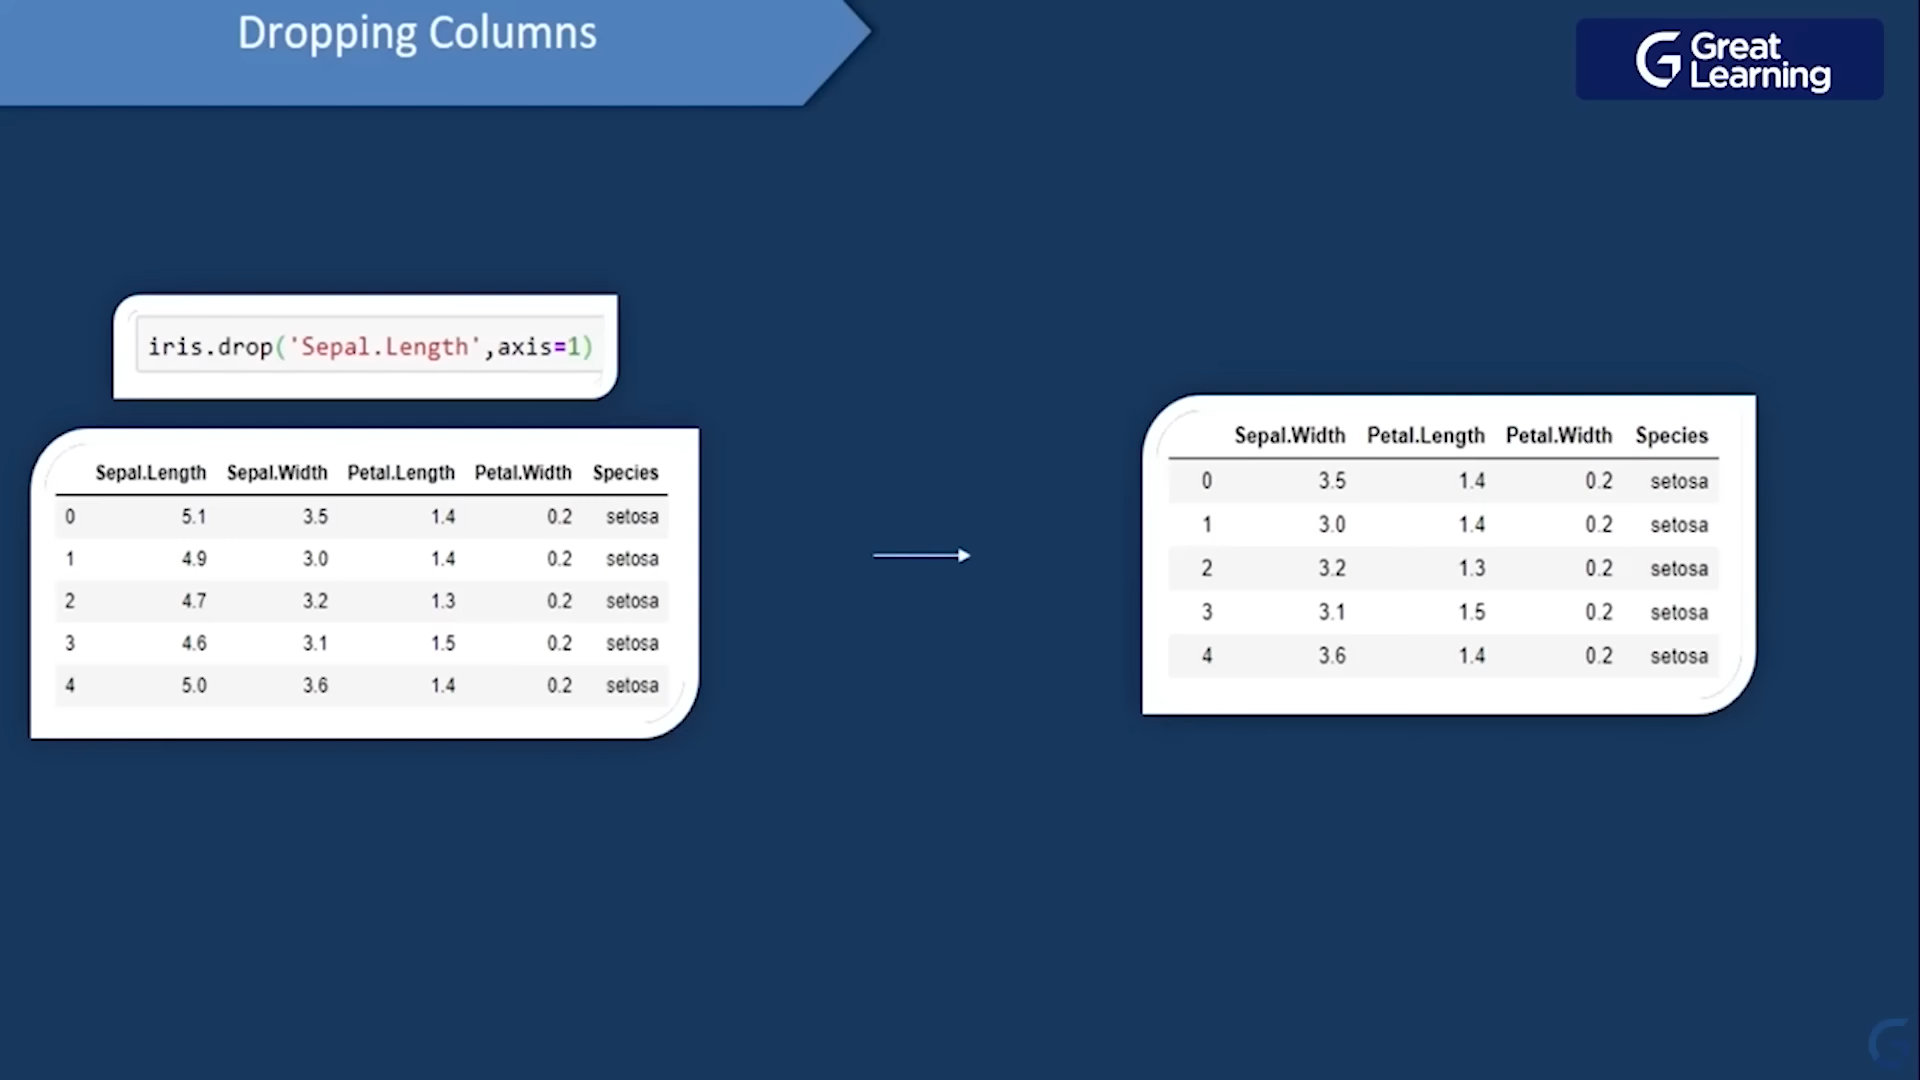 Dropping Columns
Great
Learning
iris.drop('Sepal.Length',axis=1)
Sepal.Length Sepal.Width Petal.Length Petal.Width Species
0 5.1 3.5 1.4 0.2 setosa
1 4.9 3.0 1.4 0.2 setosa
2 4.7 3.2 1.3 0.2 setosa
3 4.6 3.1 1.5 0.2 setosa
4 5.0 3.6 1.4 0.2 setosa
Sepal.Width Petal.Length Petal.Width Species
0 3.5 1.4 0.2 setosa
1 3.0 1.4 0.2 setosa
2 3.2 1.3 0.2 setosa
3 3.1 1.5 0.2 setosa
4 3.6 1.4 0.2 setosa